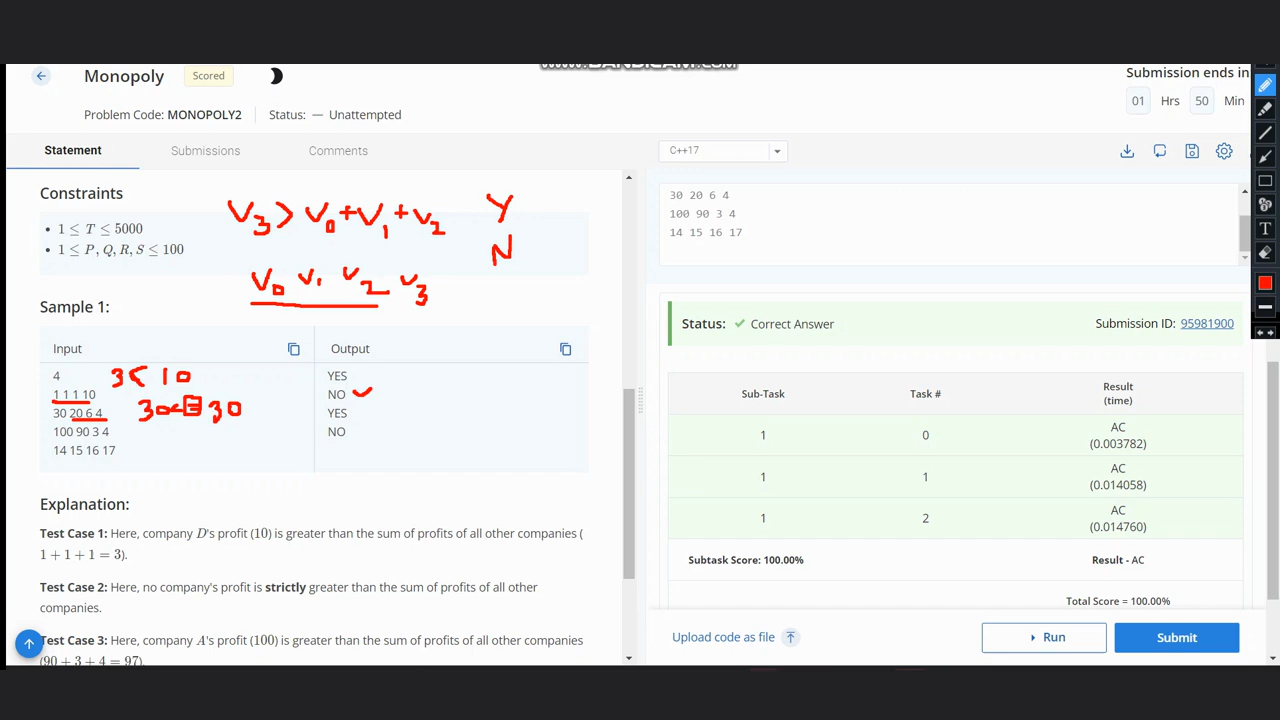 www.BANDICAM.com
Monopoly
Scored
Submission ends in
01 Hrs 50 Min
Problem Code: MONOPOLY2
Status: — Unattempted
Statement
Submissions
Comments
C++17
Constraints
1 ≤ T ≤ 5000
1 ≤ P, Q, R, S ≤ 100
V3 > V0+V1+V2 Y
N
V0 V1 V2 V3
30 20 6 4
100 90 3 4
14 15 16 17
Sample 1:
Input
Output
4
1 1 1 10
30 20 6 4
100 90 3 4
14 15 16 17
3< 10
30<= 30
YES
NO
YES
NO
Explanation:
Test Case 1: Here, company D's profit (10) is greater than the sum of profits of all other companies (
1 + 1 + 1 = 3).
Test Case 2: Here, no company's profit is strictly greater than the sum of profits of all other
companies.
Test Case 3: Here, company A's profit (100) is greater than the sum of profits of all other companies
(90 + 3 + 4 = 97).
Status: ✓ Correct Answer
Submission ID: 95981900
Sub-Task
Task #
Result
(time)
1
0
AC
(0.003782)
1
1
AC
(0.014058)
1
2
AC
(0.014760)
Subtask Score: 100.00%
Result - AC
Total Score = 100.00%
Upload code as file
Run
Submit
T